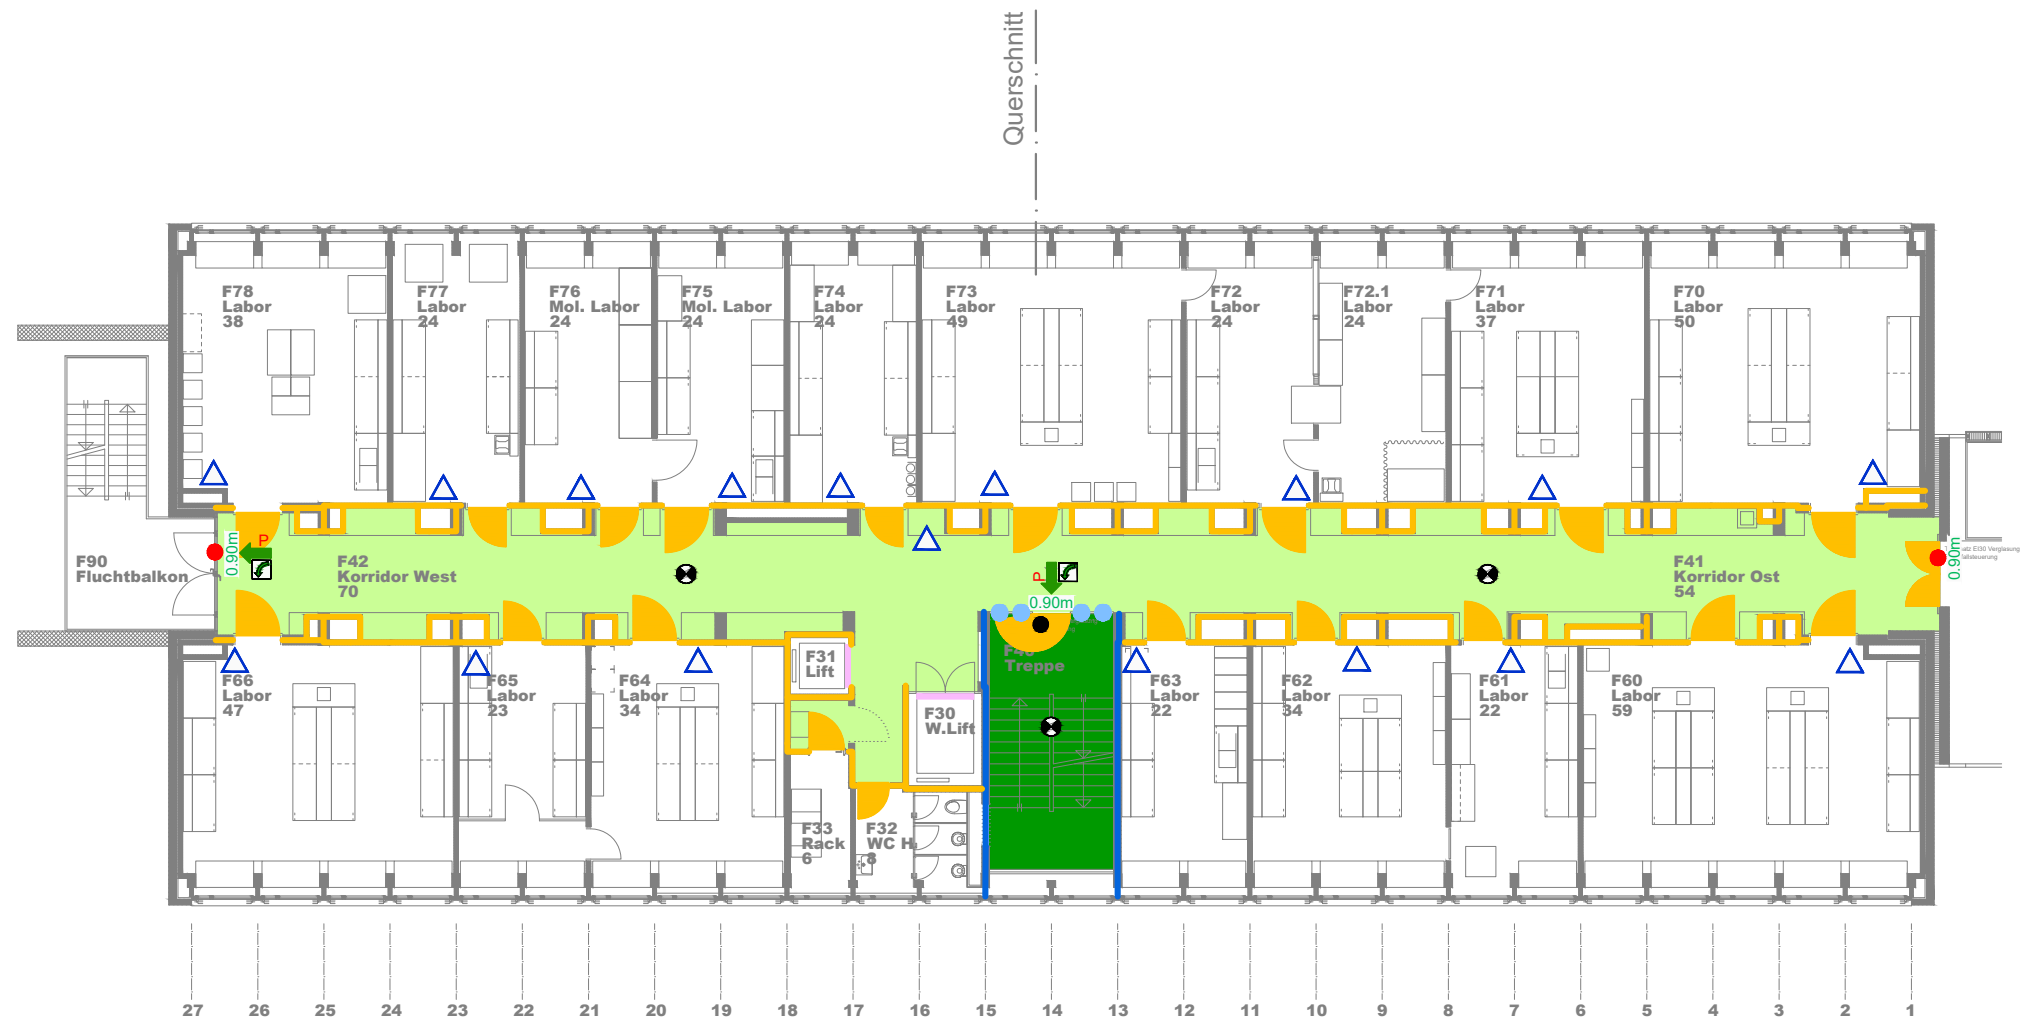 Querschnitt
F78
Labor
38
F77
Labor
24
F76
Mol. Labor
24
F75
Mol. Labor
24
F74
Labor
24
F73
Labor
49
F72
Labor
24
F72.1
Labor
24
F71
Labor
37
F70
Labor
50
F90
Fluchtbalkon
0.90m
P
F42
Korridor West
70
P
0.90m
F41
Korridor Ost
54
0.90m
EI30 Verglasung
Treppe
F31
Lift
F30
W.Lift
F66
Labor
47
F65
Labor
23
F64
Labor
34
F63
Labor
22
F62
Labor
34
F61
Labor
22
F60
Labor
59
F33
Rack
6
F32
WC H.
8
27 26 25 24 23 22 21 20 19 18 17 16 15 14 13 12 11 10 9 8 7 6 5 4 3 2 1